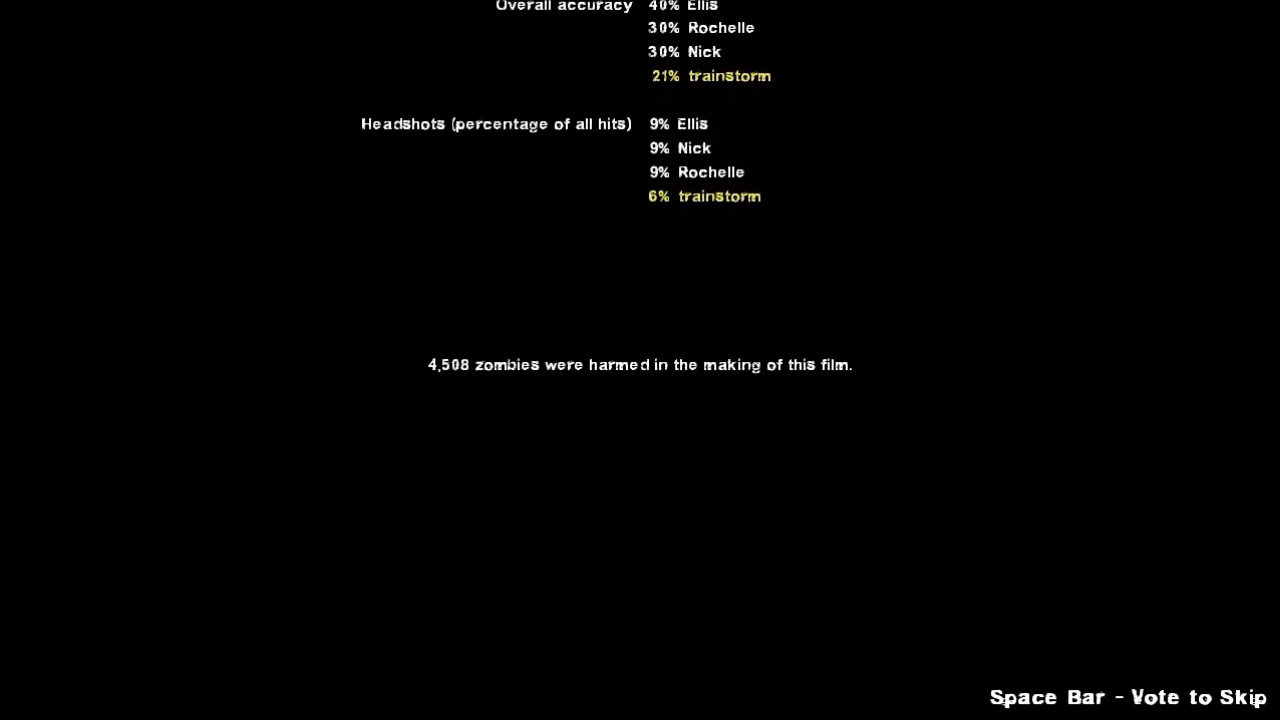 Overall accuracy 40% Ellis
30% Rochelle
30% Nick
21% trainstorm
Headshots (percentage of all hits) 9% Ellis
9% Nick
9% Rochelle
6% trainstorm
4,508 zombies were harmed in the making of this film.
Space Bar - Vote to Skip